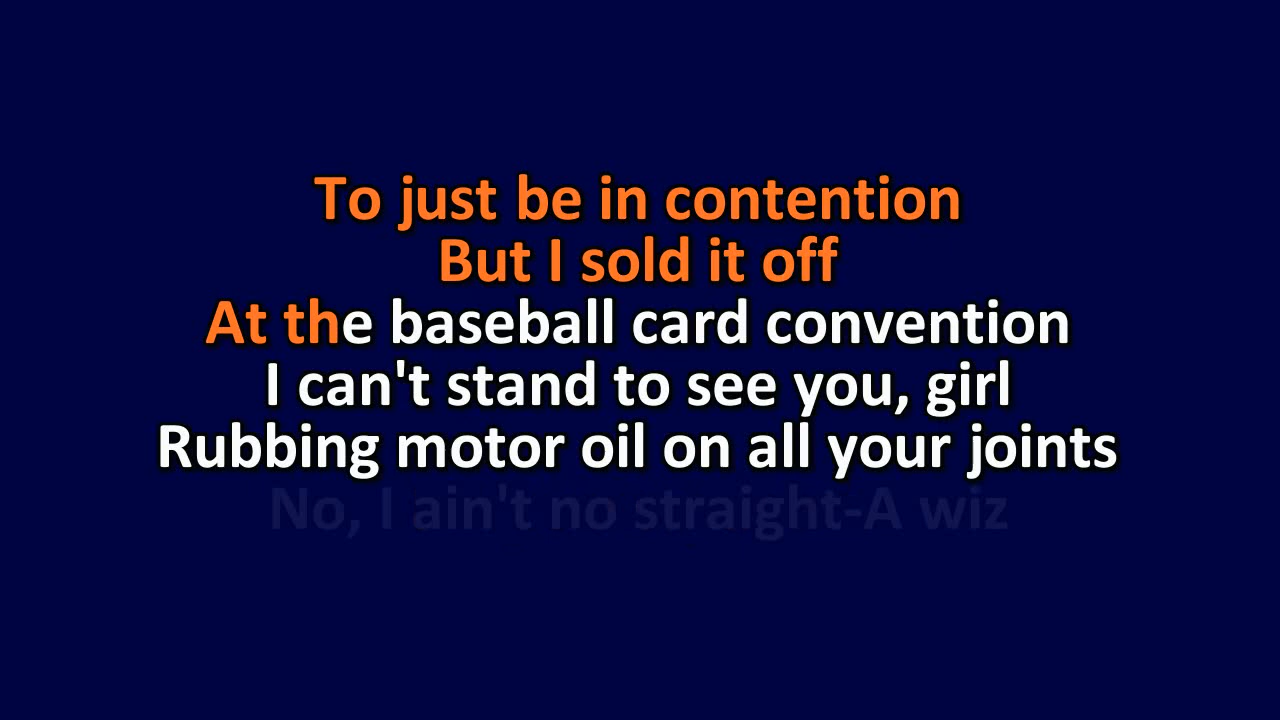 To just be in contention
But I sold it off
At the baseball card convention
I can't stand to see you, girl
Rubbing motor oil on all your joints
No, I ain't no straight-A wiz